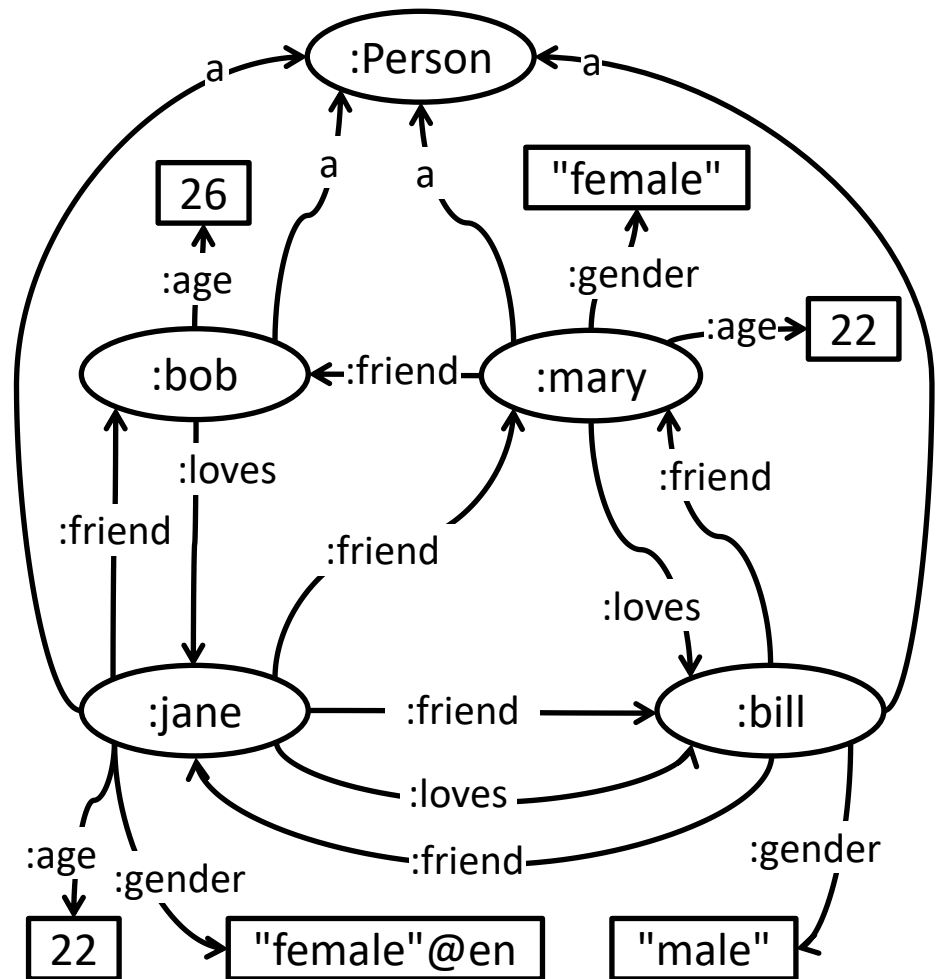 :Person
a
a
a
a
26
"female"
:age
:gender
:age
22
:bob
:friend
:mary
:loves
:friend
:friend
:friend
:loves
:jane
:friend
:bill
:loves
:friend
:age
:gender
:gender
22
"female"@en
"male"